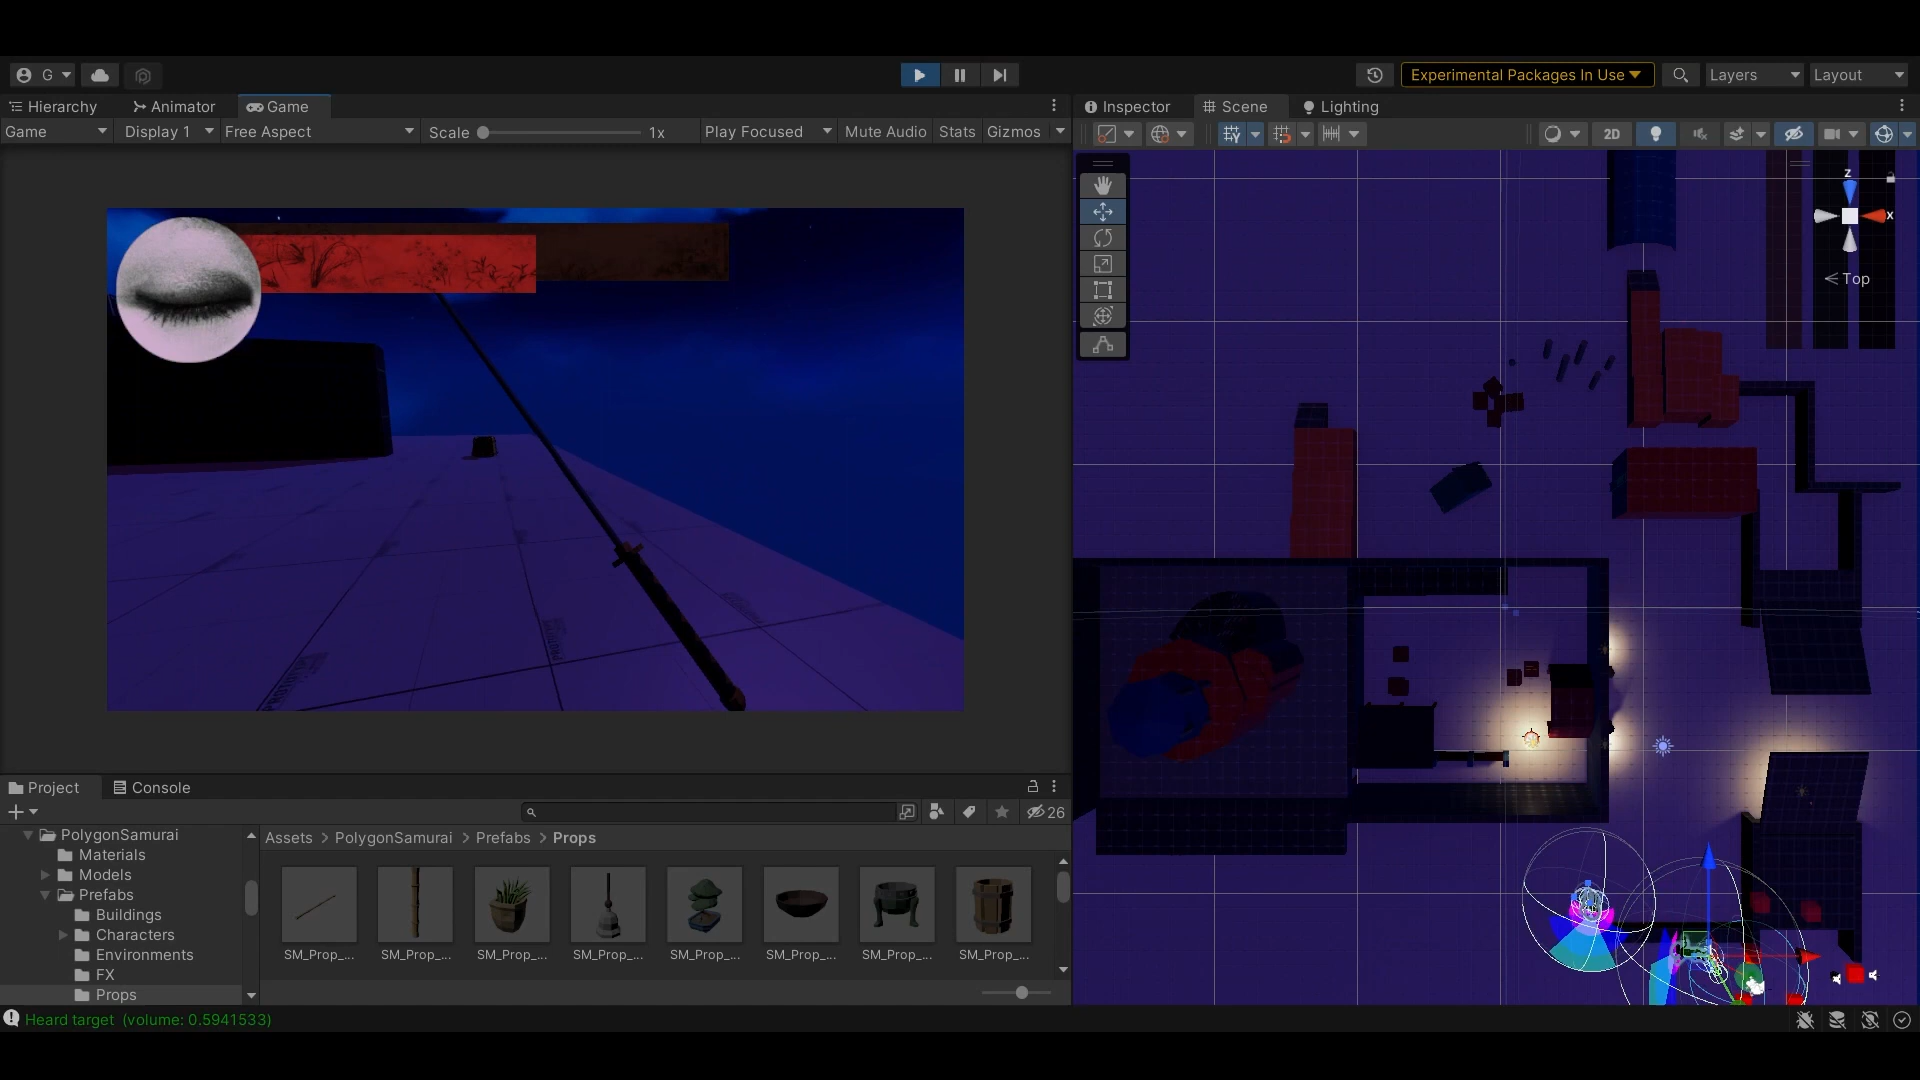 G
Experimental Packages In Use
Layers
Layout
Hierarchy
Animator
Game
Inspector
Scene
Lighting
Game
Display 1
Free Aspect
Scale
1x
Play Focused
Mute Audio
Stats
Gizmos
2D
z
x
Top
Project
Console
26
PolygonSamurai
Materials
Models
Prefabs
Buildings
Characters
Environments
FX
Props
Assets > PolygonSamurai > Prefabs > Props
SM_Prop_...
SM_Prop_...
SM_Prop_...
SM_Prop_...
SM_Prop_...
SM_Prop_...
SM_Prop_...
SM_Prop_...
Heard target (volume: 0.5941533)